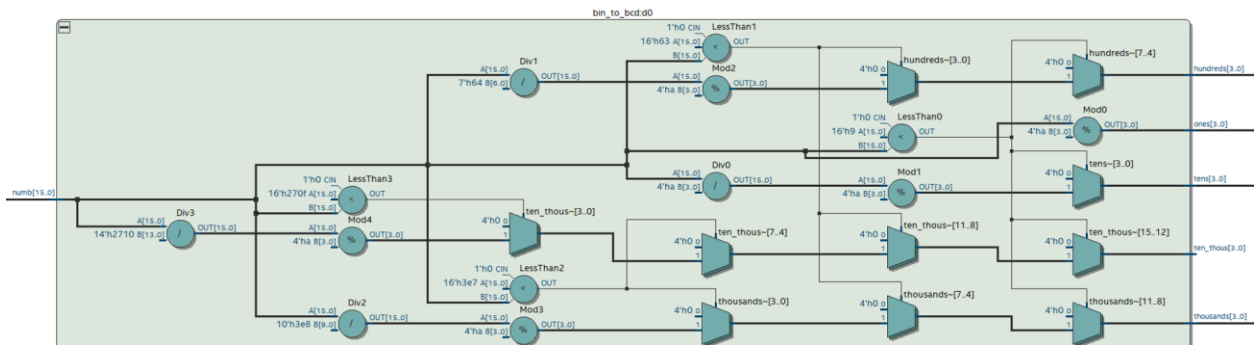 bin_to_bcd:d0
1'h0 CIN
LessThan1
16'h63 A[15..0]
OUT
B[15..0]
<
Div1
A[15..0]
7'h64 B[6..0]
OUT[15..0]
/
Mod2
A[15..0]
4'ha B[3..0]
OUT[3..0]
%
hundreds~[3..0]
4'h0 0
1
hundreds~[7..4]
4'h0 0
1
hundreds[3..0]
1'h0 CIN
LessThan0
16'h9 A[15..0]
OUT
B[15..0]
<
Mod0
A[15..0]
4'ha B[3..0]
OUT[3..0]
%
ones[3..0]
numb[15..0]
1'h0 CIN
LessThan3
16'h270f A[15..0]
OUT
B[15..0]
<
Div0
A[15..0]
4'ha B[3..0]
OUT[15..0]
/
Mod1
A[15..0]
4'ha B[3..0]
OUT[3..0]
%
tens~[3..0]
4'h0 0
1
tens[3..0]
Div3
A[15..0]
14'h2710 B[13..0]
OUT[15..0]
/
Mod4
A[15..0]
4'ha B[3..0]
OUT[3..0]
%
ten_thous~[3..0]
4'h0 0
1
ten_thous~[7..4]
4'h0 0
1
ten_thous~[11..8]
4'h0 0
1
ten_thous~[15..12]
4'h0 0
1
ten_thous[3..0]
1'h0 CIN
LessThan2
16'h3e7 A[15..0]
OUT
B[15..0]
<
Div2
A[15..0]
10'h3e8 B[9..0]
OUT[15..0]
/
Mod3
A[15..0]
4'ha B[3..0]
OUT[3..0]
%
thousands~[3..0]
4'h0 0
1
thousands~[7..4]
4'h0 0
1
thousands~[11..8]
4'h0 0
1
thousands[3..0]